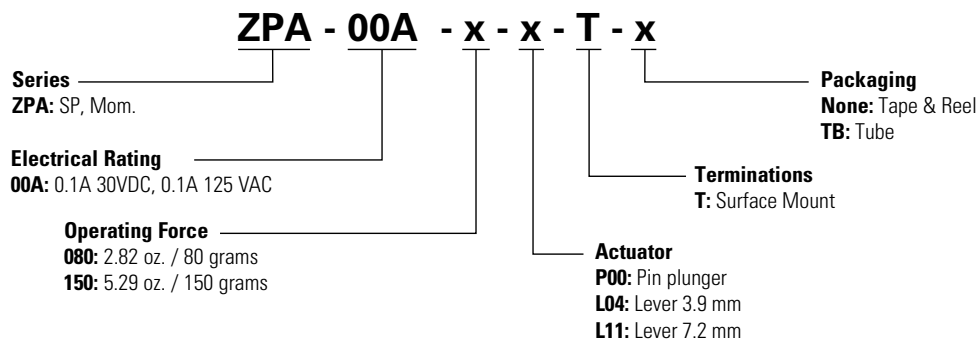 ZPA - 00A - x - x - T - x
Series
ZPA: SP, Mom.
Electrical Rating
00A: 0.1A 30VDC, 0.1A 125 VAC
Operating Force
080: 2.82 oz. / 80 grams
150: 5.29 oz. / 150 grams
Actuator
P00: Pin plunger
L04: Lever 3.9 mm
L11: Lever 7.2 mm
Terminations
T: Surface Mount
Packaging
None: Tape & Reel
TB: Tube